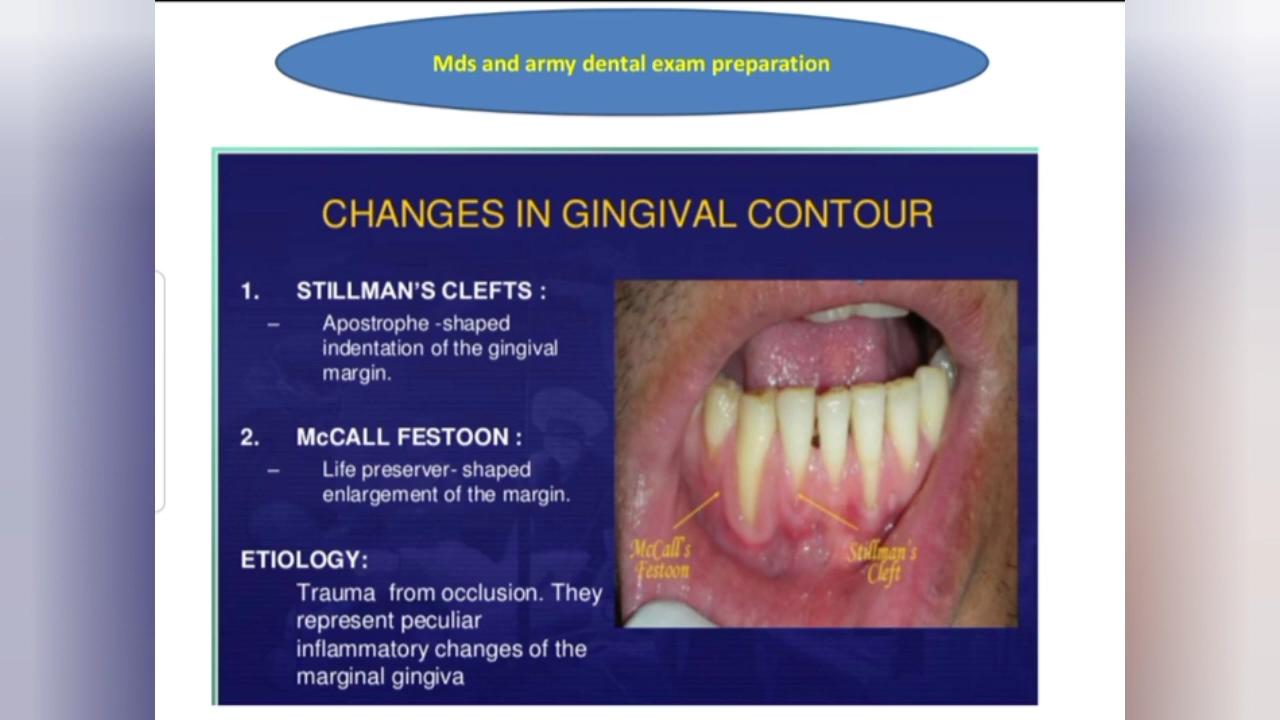 Mds and army dental exam preparation
CHANGES IN GINGIVAL CONTOUR
1. STILLMAN'S CLEFTS :
– Apostrophe -shaped
indentation of the gingival
margin.
2. McCALL FESTOON :
– Life preserver- shaped
enlargement of the margin.
ETIOLOGY:
Trauma from occlusion. They
represent peculiar
inflammatory changes of the
marginal gingiva
McCall's
Festoon
Stillman's
Cleft